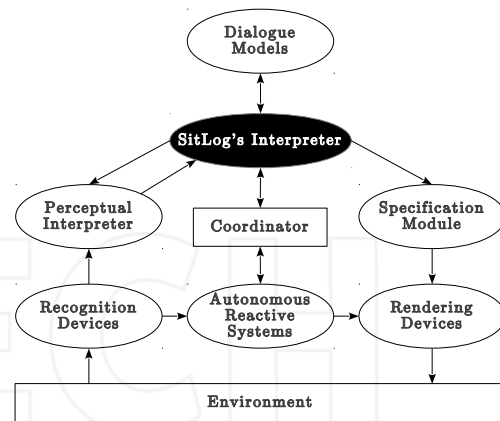 Dialogue
Models
SitLog's Interpreter
Perceptual
Interpreter
Coordinator
Specification
Module
Recognition
Devices
Autonomous
Reactive
Systems
Rendering
Devices
Environment